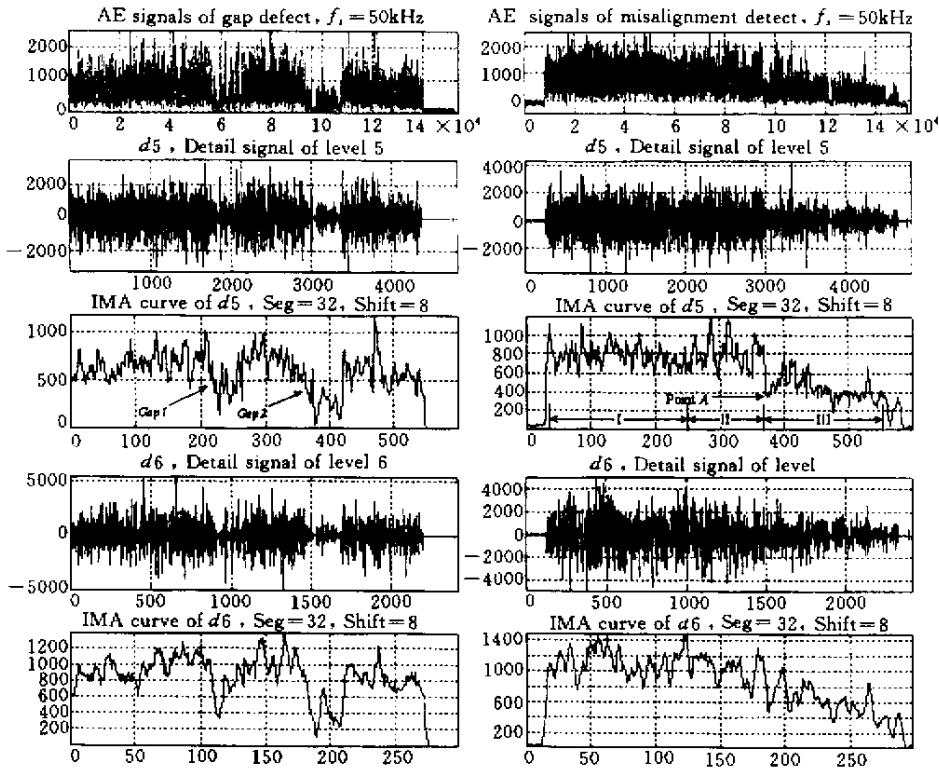 AE signals of gap defect, fs = 50kHz
2000
1000
0
0 2 4 6 8 10 12 14 ×10⁴
d5, Detail signal of level 5
2000
0
−2000
1000 2000 3000 4000
IMA curve of d5, Seg=32, Shift=8
1000
500
0
Gap 1
Gap 2
0 100 200 300 400 500
d6, Detail signal of level 6
5000
0
−5000
0 500 1000 1500 2000
IMA curve of d6, Seg=32, Shift=8
1200
1000
800
600
400
200
0 50 100 150 200 250
AE signals of misalignment detect, fs = 50kHz
2000
1000
0
0 2 4 6 8 10 12 14 ×10⁴
d5, Detail signal of level 5
4000
2000
0
−2000
1000 2000 3000 4000
IMA curve of d5, Seg=32, Shift=8
1000
800
600
400
200
Point A
I II III
0 100 200 300 400 500
d6, Detail signal of level
4000
2000
0
−2000
−4000
500 1000 1500 2000
IMA curve of d6, Seg=32, Shift=8
1400
1000
800
600
400
200
0
0 50 100 150 200 250